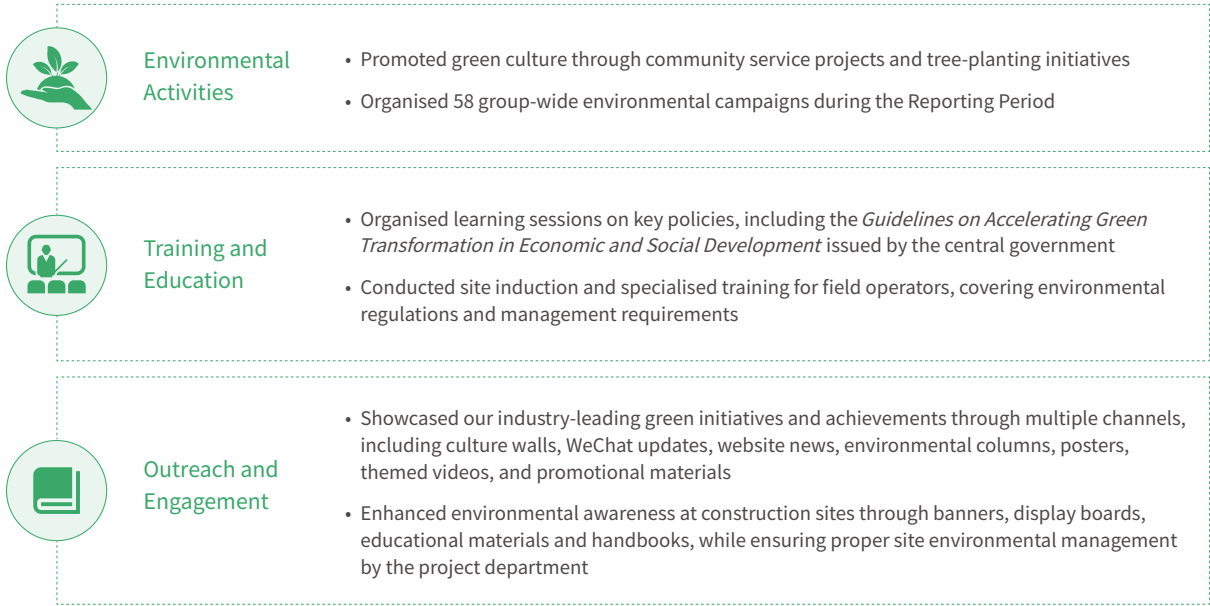 Environmental
Activities
• Promoted green culture through community service projects and tree-planting initiatives
• Organised 58 group-wide environmental campaigns during the Reporting Period
Training and
Education
• Organised learning sessions on key policies, including the Guidelines on Accelerating Green
Transformation in Economic and Social Development issued by the central government
• Conducted site induction and specialised training for field operators, covering environmental
regulations and management requirements
Outreach and
Engagement
• Showcased our industry-leading green initiatives and achievements through multiple channels,
including culture walls, WeChat updates, website news, environmental columns, posters,
themed videos, and promotional materials
• Enhanced environmental awareness at construction sites through banners, display boards,
educational materials and handbooks, while ensuring proper site environmental management
by the project department